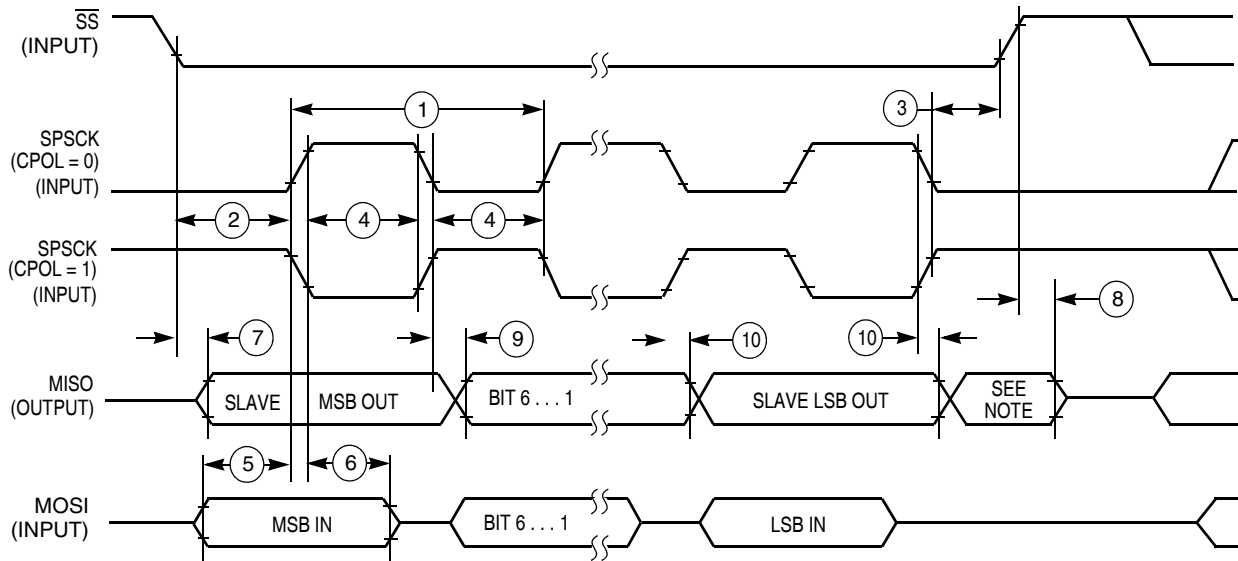 SS
(INPUT)
1
3
SPSCK
(CPOL = 0)
(INPUT)
2
4
4
SPSCK
(CPOL = 1)
(INPUT)
8
7
9
10
10
MISO
(OUTPUT)
SLAVE
MSB OUT
BIT 6 . . . 1
SLAVE LSB OUT
SEE
NOTE
5
6
MOSI
(INPUT)
MSB IN
BIT 6 . . . 1
LSB IN